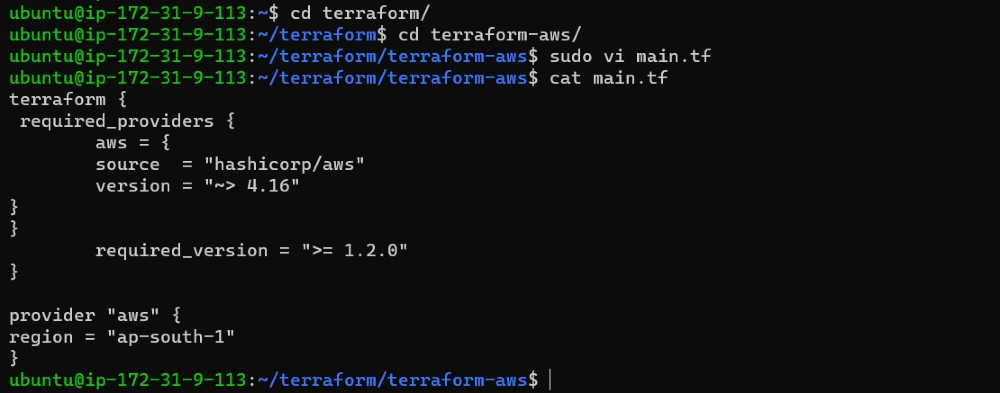 ubuntu@ip-172-31-9-113:~$ cd terraform/
ubuntu@ip-172-31-9-113:~/terraform$ cd terraform-aws/
ubuntu@ip-172-31-9-113:~/terraform/terraform-aws$ sudo vi main.tf
ubuntu@ip-172-31-9-113:~/terraform/terraform-aws$ cat main.tf
terraform {
 required_providers {
        aws = {
        source  = "hashicorp/aws"
        version = "~> 4.16"
}
}
        required_version = ">= 1.2.0"
}

provider "aws" {
region = "ap-south-1"
}
ubuntu@ip-172-31-9-113:~/terraform/terraform-aws$